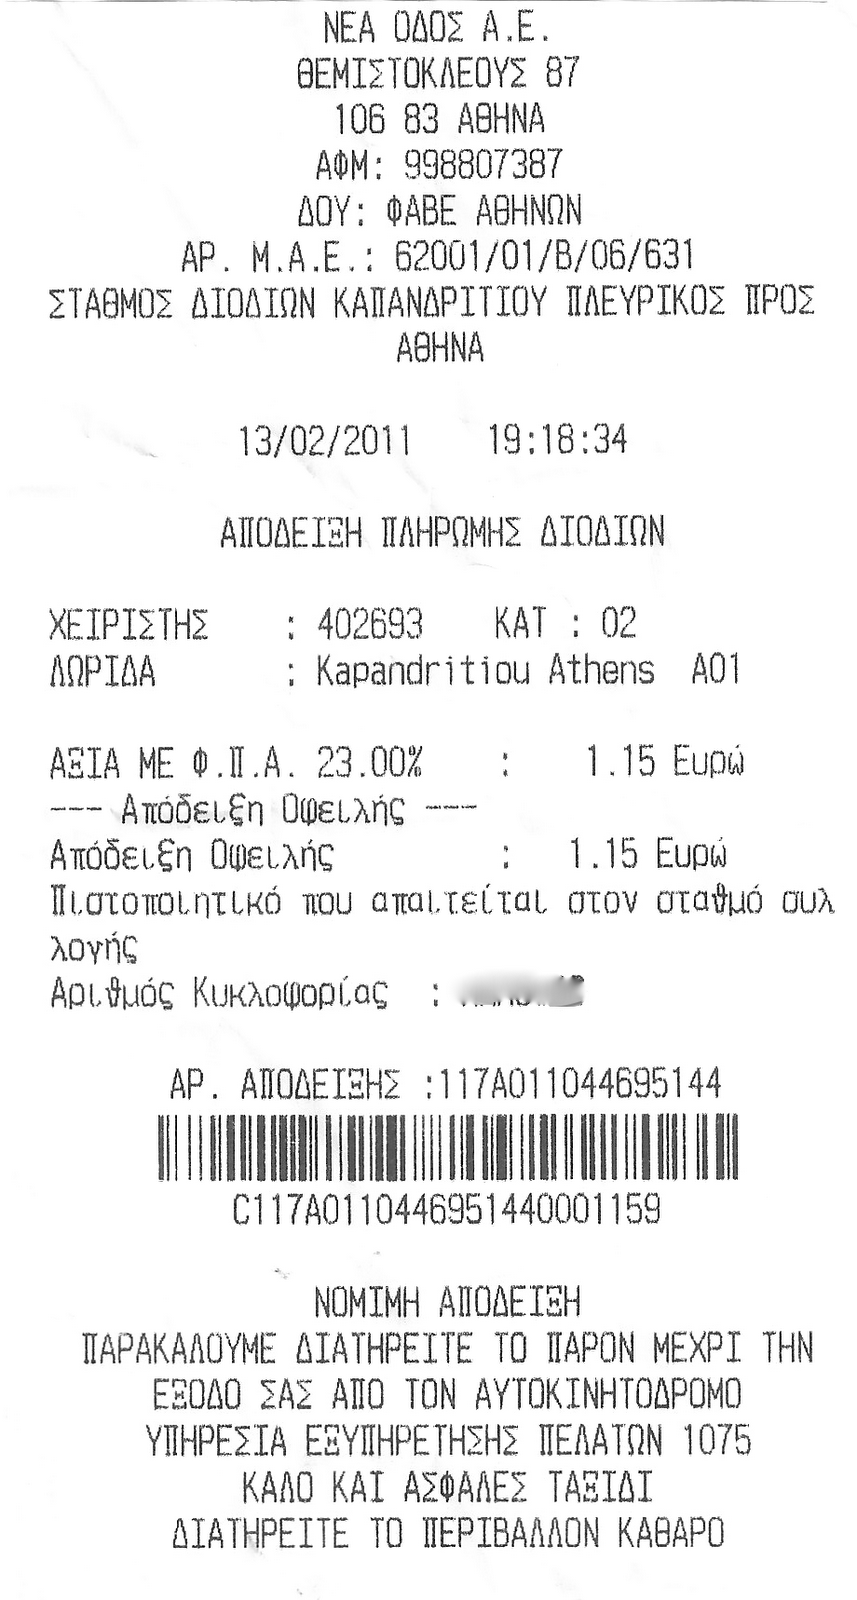 ΝΕΑ ΟΔΟΣ Α.Ε.
ΘΕΜΙΣΤΟΚΛΕΟΥΣ 87
106 83 ΑΘΗΝΑ
ΑΦΜ: 998807387
ΔΟΥ: ΦΑΒΕ ΑΘΗΝΩΝ
ΑΡ. Μ.Α.Ε.: 62001/01/Β/06/631
ΣΤΑΘΜΟΣ ΔΙΟΔΙΩΝ ΚΑΠΑΝΔΡΙΤΙΟΥ ΠΛΕΥΡΙΚΟΣ ΠΡΟΣ
ΑΘΗΝΑ
13/02/2011 19:18:34
ΑΠΟΔΕΙΞΗ ΠΛΗΡΩΜΗΣ ΔΙΟΔΙΩΝ
ΧΕΙΡΙΣΤΗΣ : 402693 ΚΑΤ : 02
ΛΩΡΙΔΑ : Kapandritiou Athens A01
ΑΞΙΑ ΜΕ Φ.Π.Α. 23.00% : 1.15 Ευρώ
--- Απόδειξη Οφειλής ---
Απόδειξη Οφειλής : 1.15 Ευρώ
Πιστοποιητικό που απαιτείται στον σταθμό συλ
λογής
Αριθμός Κυκλοφορίας :
ΑΡ. ΑΠΟΔΕΙΞΗΣ :117A011044695144
C117A0110446951440001159
ΝΟΜΙΜΗ ΑΠΟΔΕΙΞΗ
ΠΑΡΑΚΑΛΟΥΜΕ ΔΙΑΤΗΡΕΙΤΕ ΤΟ ΠΑΡΟΝ ΜΕΧΡΙ ΤΗΝ
ΕΞΟΔΟ ΣΑΣ ΑΠΟ ΤΟΝ ΑΥΤΟΚΙΝΗΤΟΔΡΟΜΟ
ΥΠΗΡΕΣΙΑ ΕΞΥΠΗΡΕΤΗΣΗΣ ΠΕΛΑΤΩΝ 1075
ΚΑΛΟ ΚΑΙ ΑΣΦΑΛΕΣ ΤΑΞΙΔΙ
ΔΙΑΤΗΡΕΙΤΕ ΤΟ ΠΕΡΙΒΑΛΛΟΝ ΚΑΘΑΡΟ